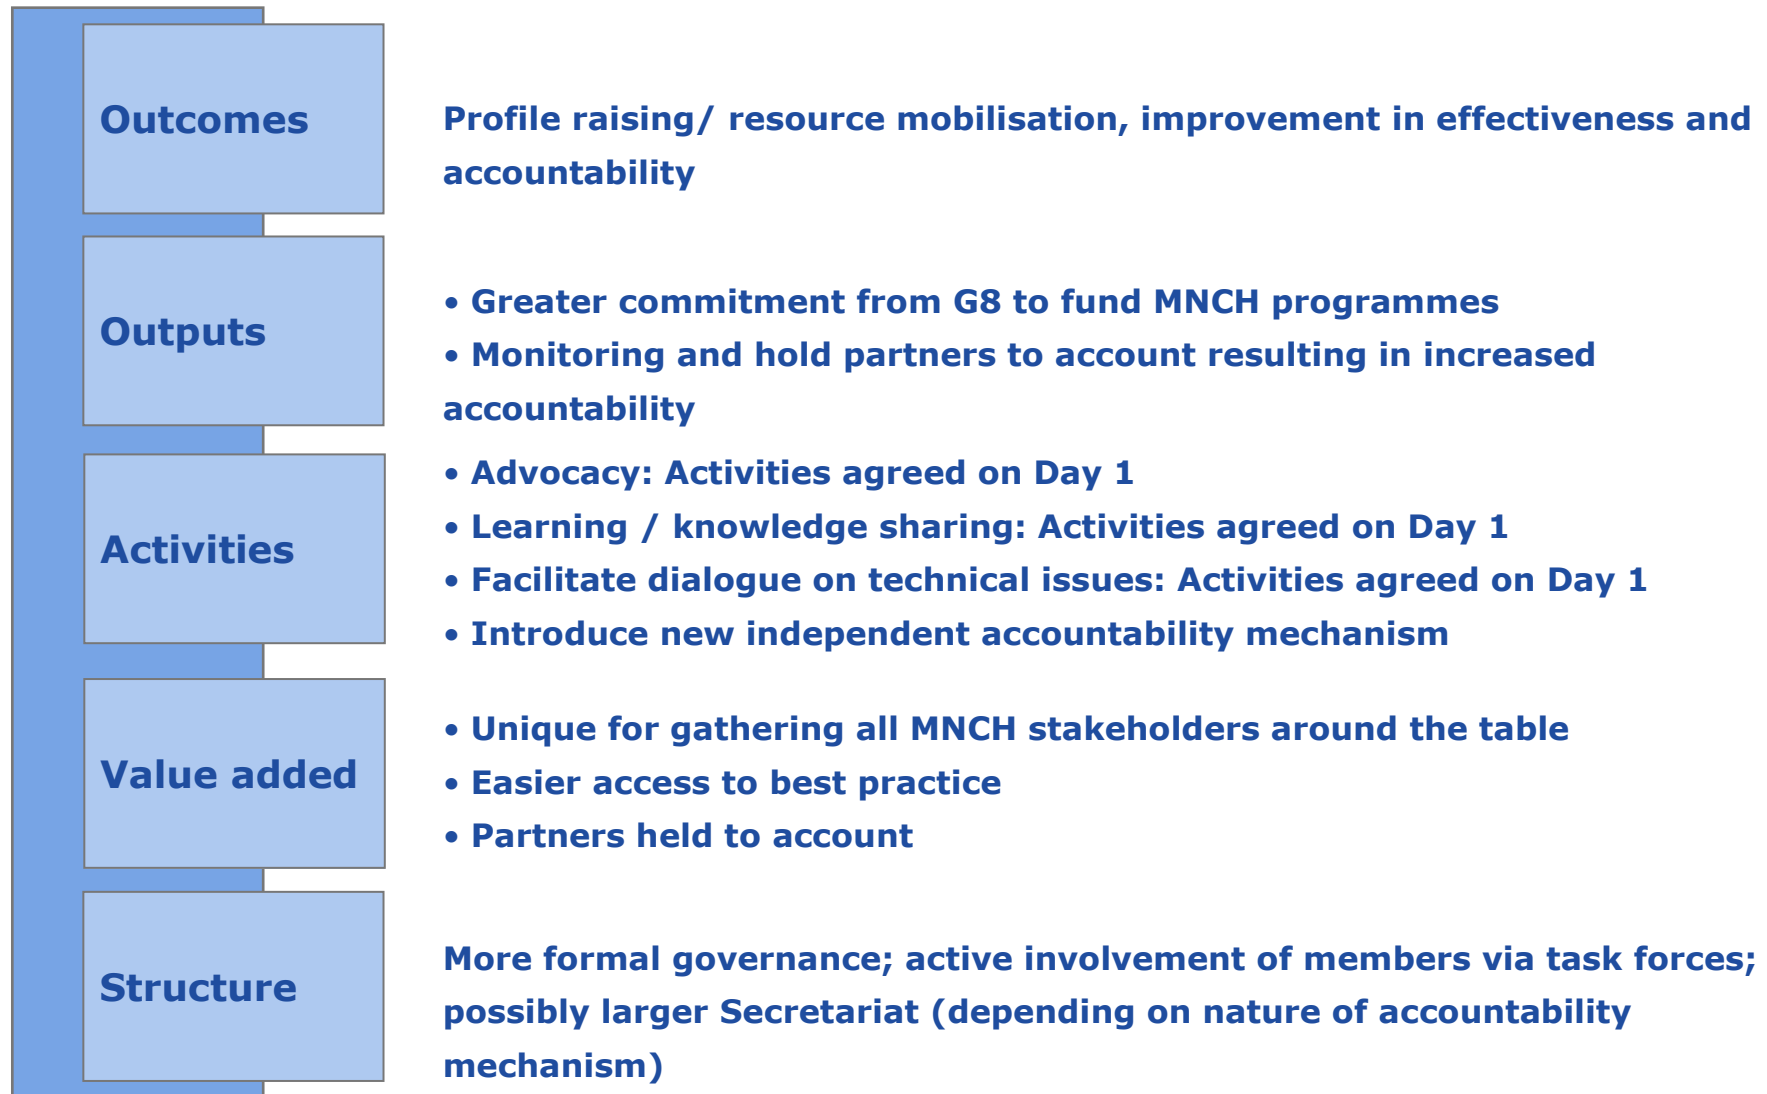 Outcomes
Profile raising/ resource mobilisation, improvement in effectiveness and
accountability
Outputs
• Greater commitment from G8 to fund MNCH programmes
• Monitoring and hold partners to account resulting in increased
accountability
Activities
• Advocacy: Activities agreed on Day 1
• Learning / knowledge sharing: Activities agreed on Day 1
• Facilitate dialogue on technical issues: Activities agreed on Day 1
• Introduce new independent accountability mechanism
Value added
• Unique for gathering all MNCH stakeholders around the table
• Easier access to best practice
• Partners held to account
Structure
More formal governance; active involvement of members via task forces;
possibly larger Secretariat (depending on nature of accountability
mechanism)